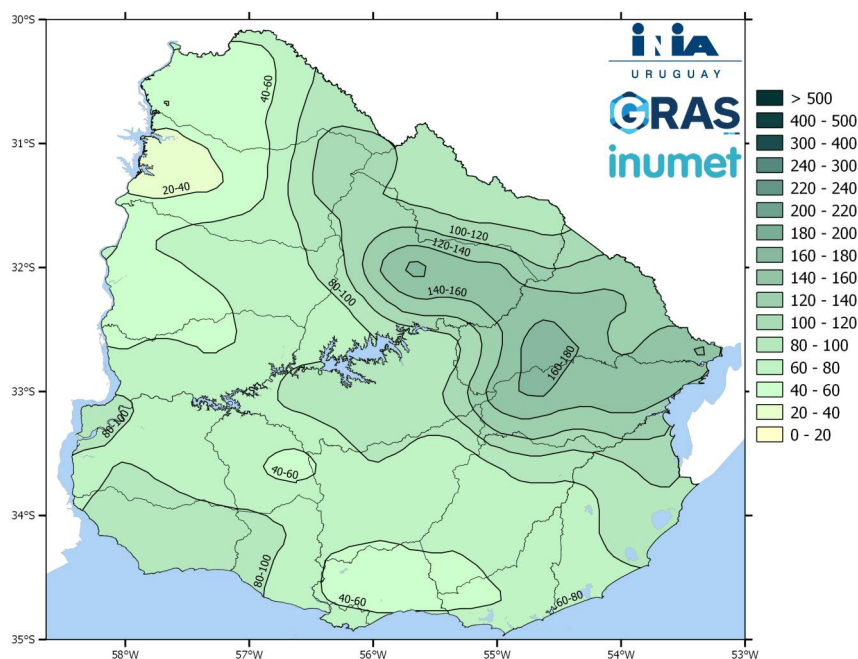 30°S
31°S
32°S
33°S
34°S
35°S
58°W
57°W
56°W
55°W
54°W
53°W
INIA
URUGUAY
GRAS
inumet
> 500
400 - 500
300 - 400
240 - 300
220 - 240
200 - 220
180 - 200
160 - 180
140 - 160
120 - 140
100 - 120
80 - 100
60 - 80
40 - 60
20 - 40
0 - 20
40-60
20-40
100-120
120-140
140-160
80-100
160-180
80-100
40-60
80-100
40-60
60-80